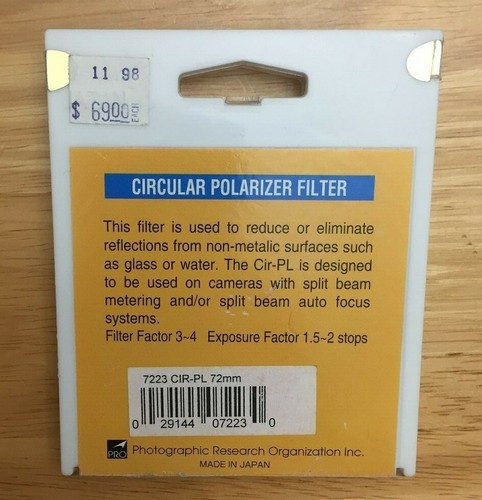 11 98
$ 69.00 EACH
CIRCULAR POLARIZER FILTER
This filter is used to reduce or eliminate
reflections from non-metalic surfaces such
as glass or water. The Cir-PL is designed
to be used on cameras with split beam
metering and/or split beam auto focus
systems.
Filter Factor 3~4 Exposure Factor 1.5~2 stops
7223 CIR-PL 72mm
0 29144 07223 0
PRO Photographic Research Organization Inc.
MADE IN JAPAN